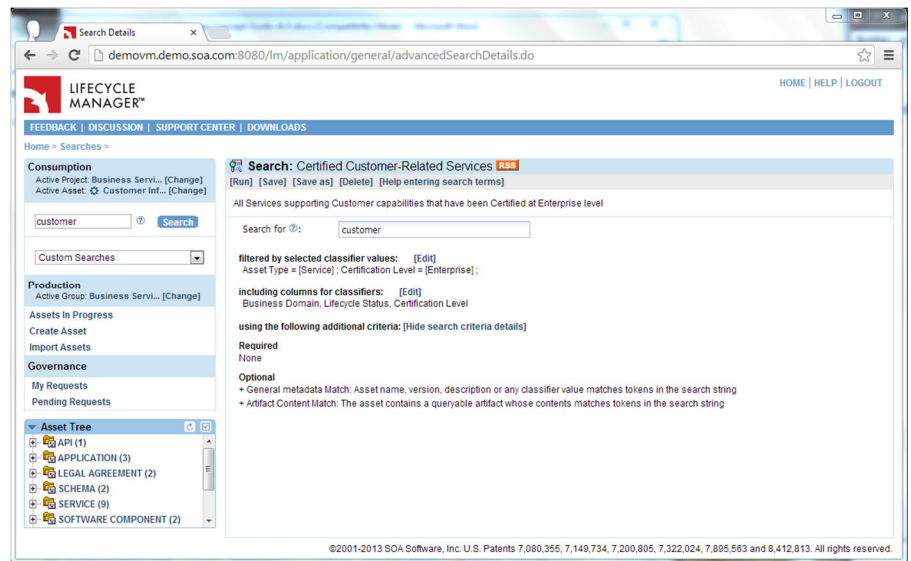 Search Details
demovm.demo.soa.com:8080/lm/application/general/advancedSearchDetails.do
LIFECYCLE
MANAGER™
HOME | HELP | LOGOUT
FEEDBACK | DISCUSSION | SUPPORT CENTER | DOWNLOADS
Home > Searches >
Consumption
Active Project: Business Servi... [Change]
Active Asset: Customer Inf... [Change]
customer Search
Custom Searches
Production
Active Group: Business Servi... [Change]
Assets In Progress
Create Asset
Import Assets
Governance
My Requests
Pending Requests
Asset Tree
API (1)
APPLICATION (3)
LEGAL AGREEMENT (2)
SCHEMA (2)
SERVICE (9)
SOFTWARE COMPONENT (2)
Search: Certified Customer-Related Services RSS
[Run] [Save] [Save as] [Delete] [Help entering search terms]
All Services supporting Customer capabilities that have been Certified at Enterprise level
Search for ?: customer
filtered by selected classifier values: [Edit]
Asset Type = [Service] ; Certification Level = [Enterprise] ;
including columns for classifiers: [Edit]
Business Domain, Lifecycle Status, Certification Level
using the following additional criteria: [Hide search criteria details]
Required
None
Optional
+ General metadata Match: Asset name, version, description or any classifier value matches tokens in the search string
+ Artifact Content Match: The asset contains a queryable artifact whose contents matches tokens in the search string
©2001-2013 SOA Software, Inc. U.S. Patents 7,080,355, 7,149,734, 7,200,805, 7,322,024, 7,895,563 and 8,412,813. All rights reserved.